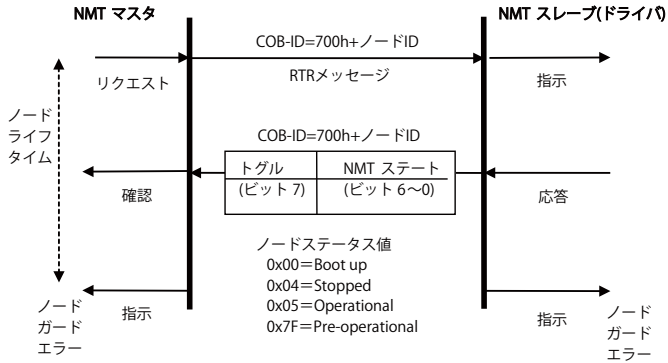 NMT マスタ
NMT スレーブ(ドライバ)
COB-ID=700h+ノードID
リクエスト
RTRメッセージ
指示
ノード
ライフ
タイム
COB-ID=700h+ノードID
トグル
(ビット 7)
NMT ステート
(ビット 6～0)
確認
応答
ノードステータス値
0x00＝Boot up
0x04＝Stopped
0x05＝Operational
0x7F＝Pre-operational
ノード
ガード
エラー
指示
指示
ノード
ガード
エラー